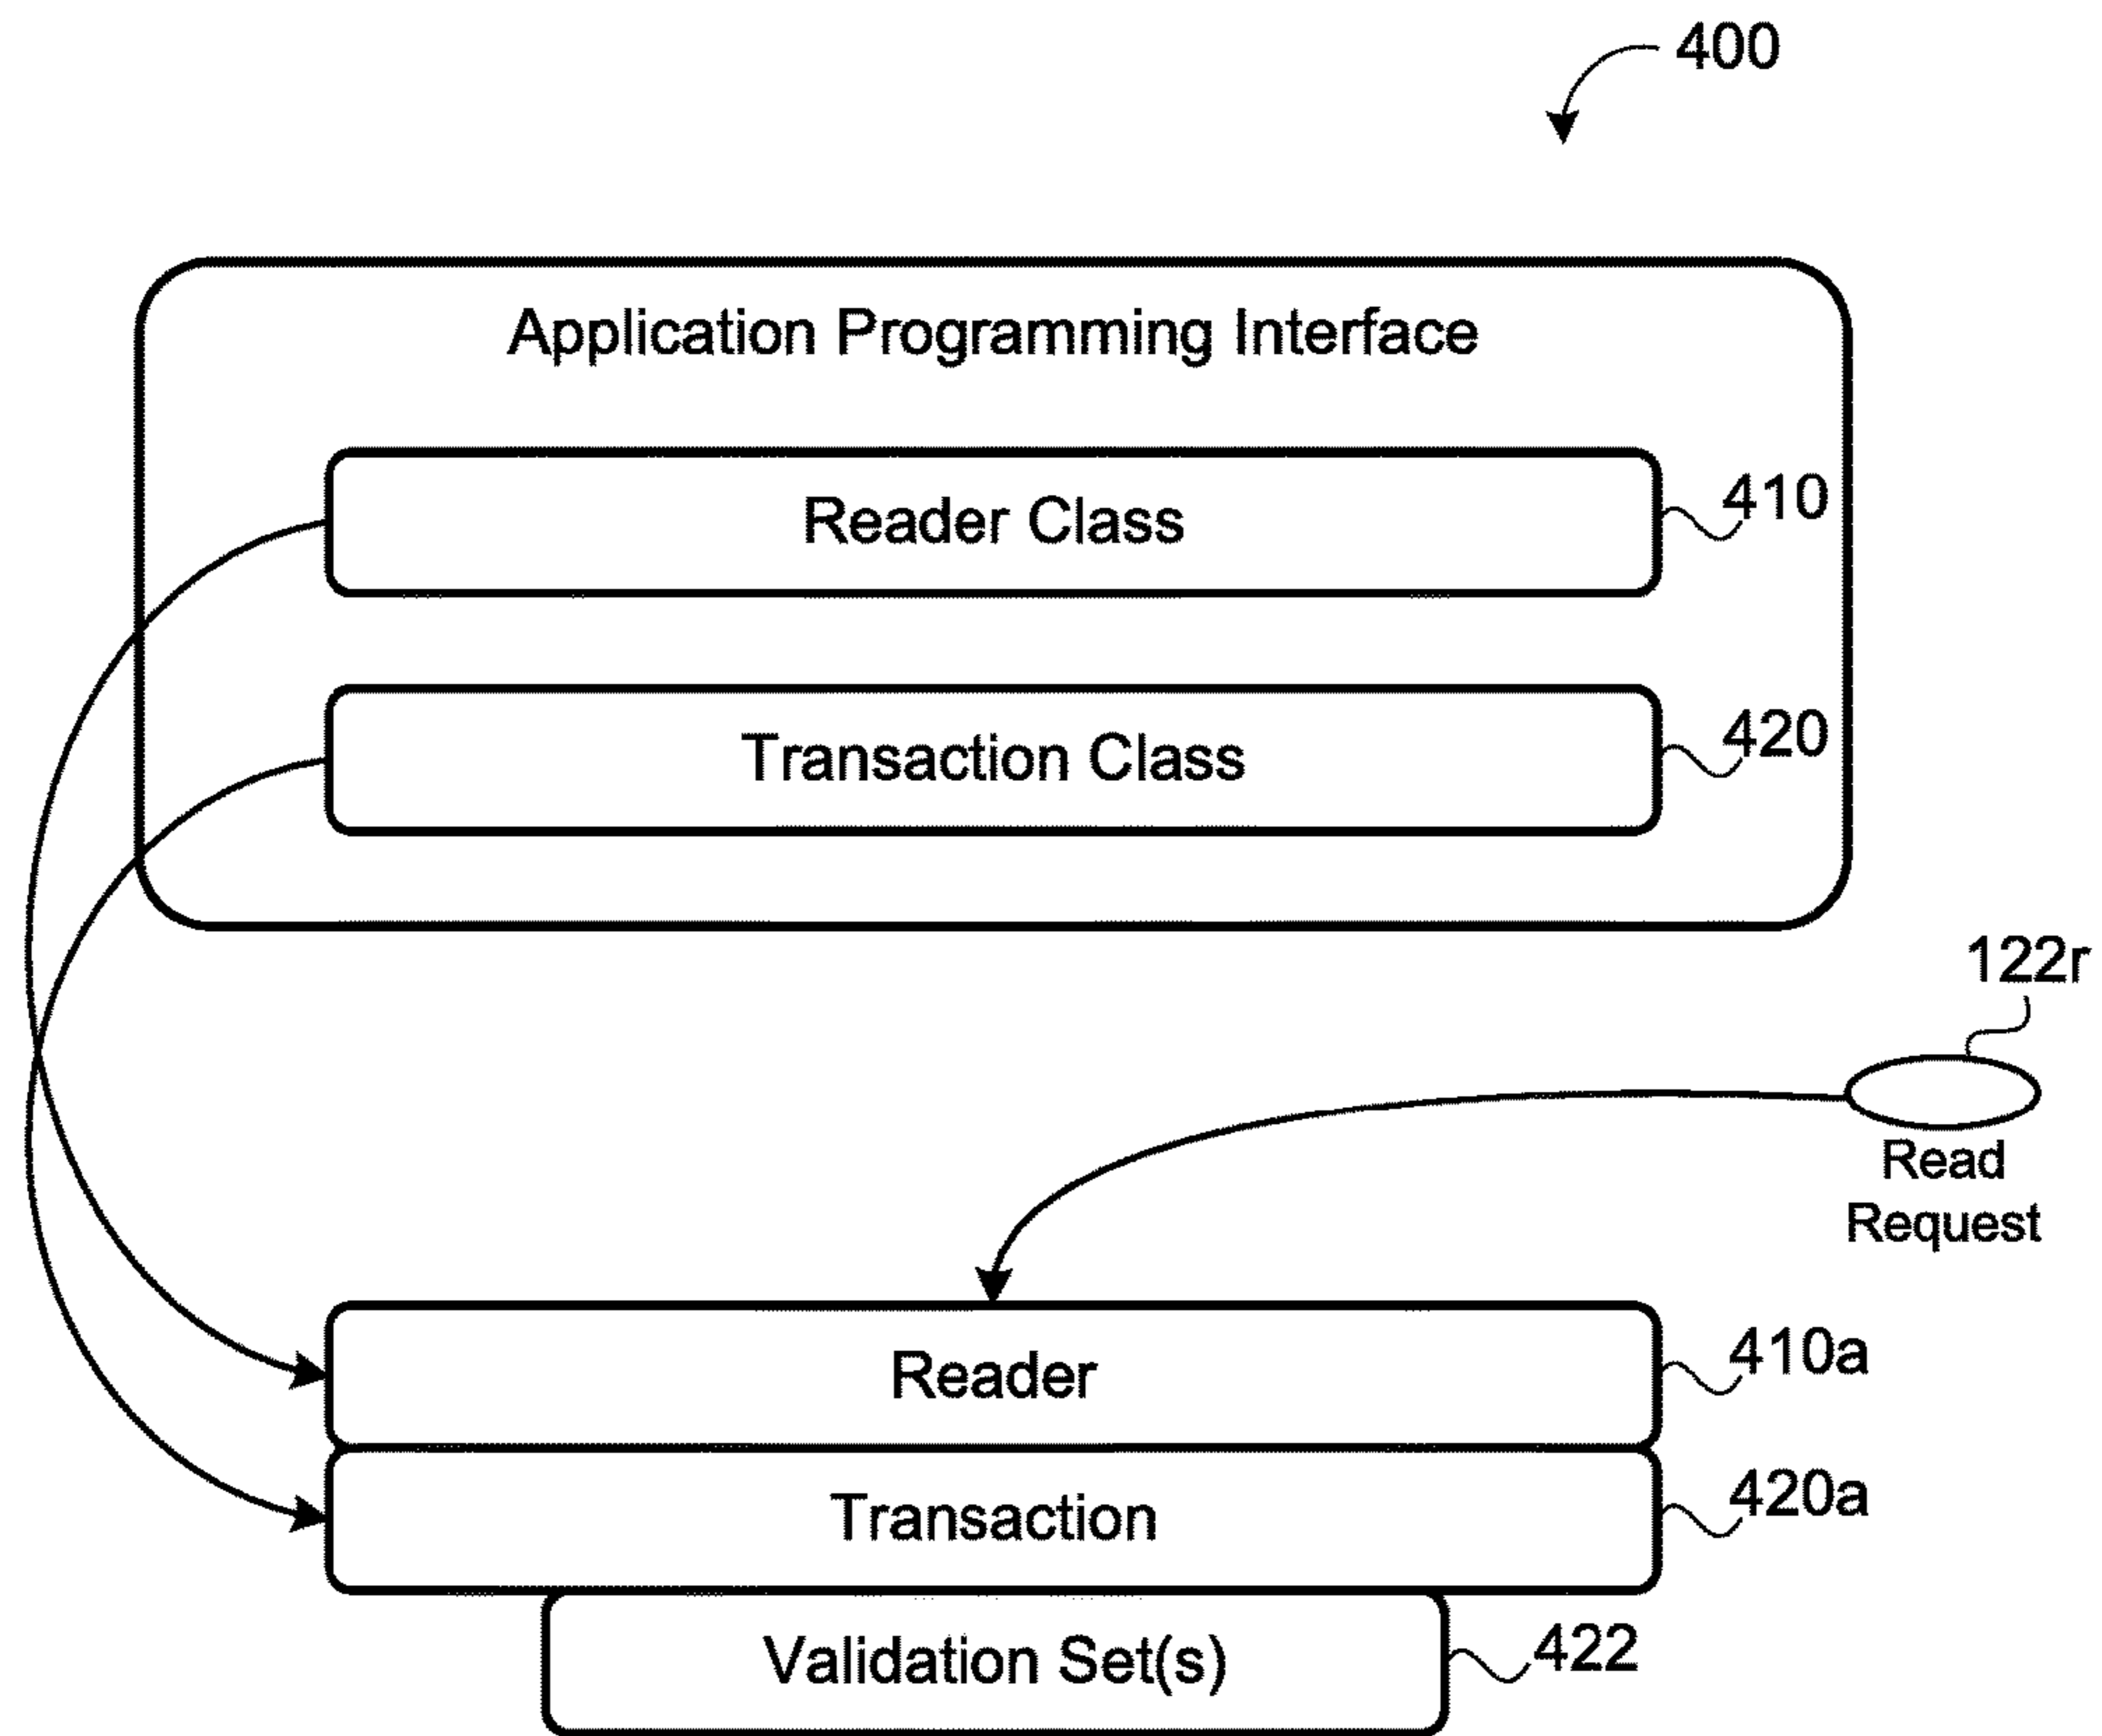 400
Application Programming Interface
Reader Class
410
Transaction Class
420
122r
Read
Request
Reader
410a
Transaction
420a
Validation Set(s)
422